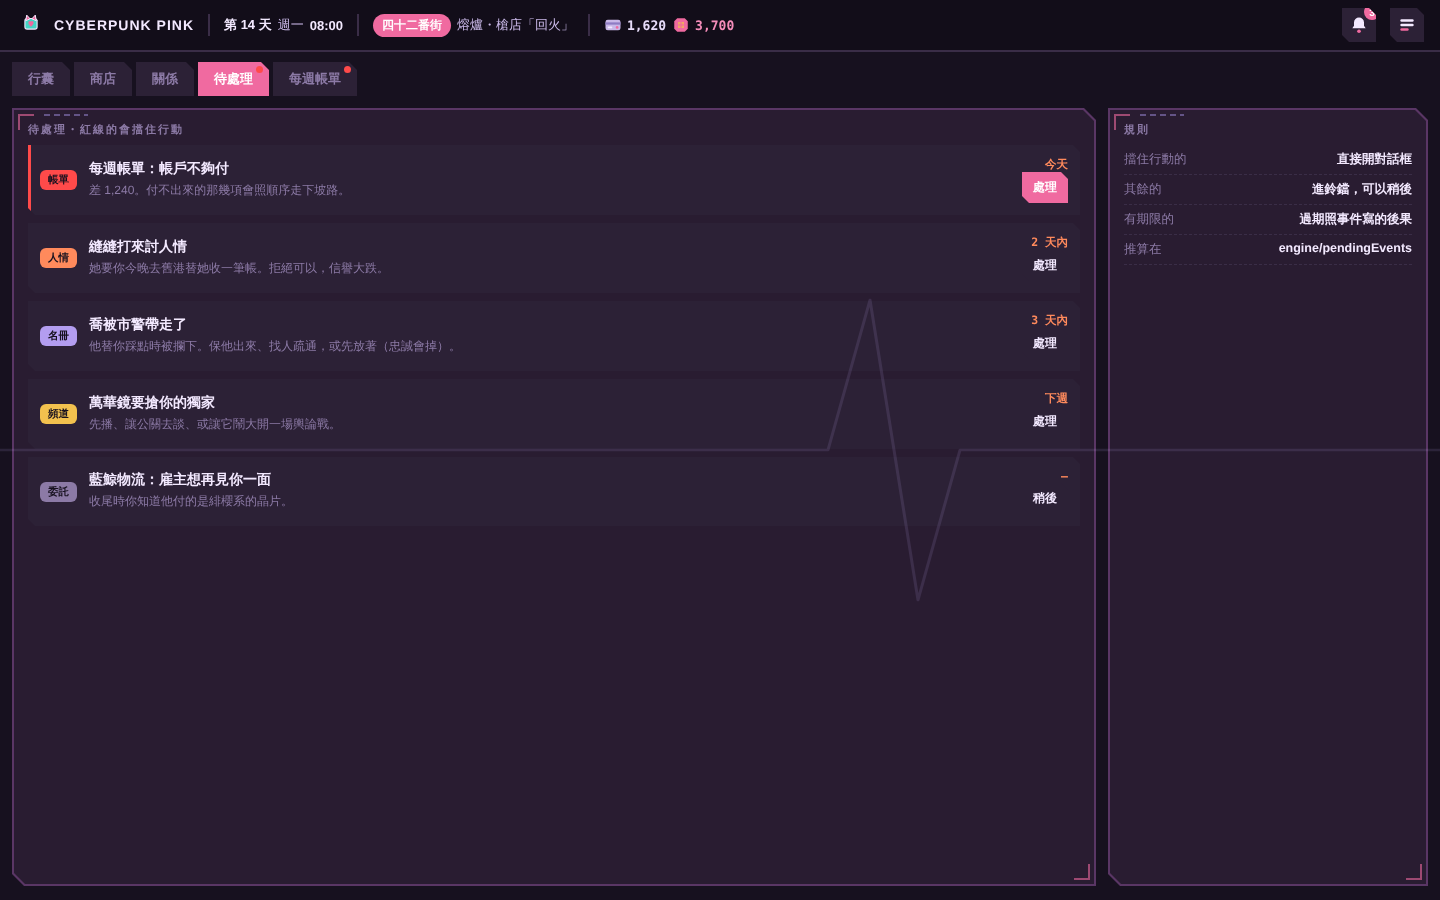 CYBERPUNK PINK 第 14 天 週一 08:00 四十二番街 熔爐・槍店「回火」 1,620 3,700
行囊 商店 關係 待處理 每週帳單
待處理・紅線的會擋住行動
帳單 每週帳單：帳戶不夠付 今天
差 1,240。付不出來的那幾項會照順序走下坡路。 處理
人情 縫縫打來討人情 2 天內
她要你今晚去舊港替她收一筆帳。拒絕可以，信譽大跌。 處理
名冊 喬被市警帶走了 3 天內
他替你踩點時被攔下。保他出來、找人疏通，或先放著（忠誠會掉）。 處理
頻道 萬華鏡要搶你的獨家 下週
先播、讓公關去談、或讓它鬧大開一場輿論戰。 處理
委託 藍鯨物流：雇主想再見你一面 —
收尾時你知道他付的是緋櫻系的晶片。 稍後
規則
擋住行動的 直接開對話框
其餘的 進鈴鐺，可以稍後
有期限的 過期照事件寫的後果
推算在 engine/pendingEvents